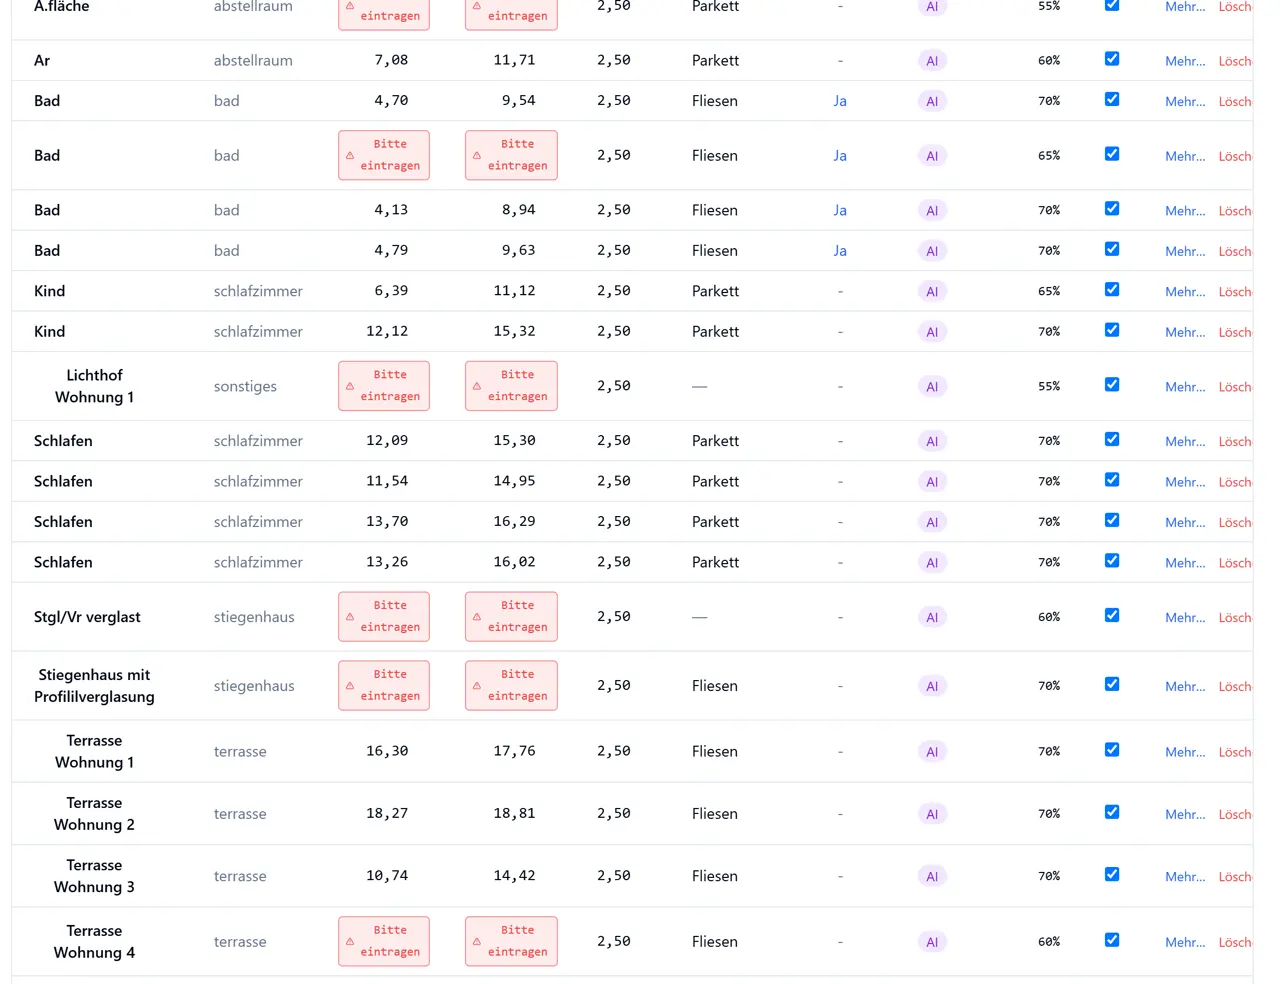 A.fläche abstellraum eintragen eintragen 2,50 Parkett - AI 55% Mehr... Lösch
Ar abstellraum 7,08 11,71 2,50 Parkett - AI 60% Mehr... Lösch
Bad bad 4,70 9,54 2,50 Fliesen Ja AI 70% Mehr... Lösch
Bad bad Bitte eintragen Bitte eintragen 2,50 Fliesen Ja AI 65% Mehr... Lösch
Bad bad 4,13 8,94 2,50 Fliesen Ja AI 70% Mehr... Lösch
Bad bad 4,79 9,63 2,50 Fliesen Ja AI 70% Mehr... Lösch
Kind schlafzimmer 6,39 11,12 2,50 Parkett - AI 65% Mehr... Lösch
Kind schlafzimmer 12,12 15,32 2,50 Parkett - AI 70% Mehr... Lösch
Lichthof Wohnung 1 sonstiges Bitte eintragen Bitte eintragen 2,50 — - AI 55% Mehr... Lösch
Schlafen schlafzimmer 12,09 15,30 2,50 Parkett - AI 70% Mehr... Lösch
Schlafen schlafzimmer 11,54 14,95 2,50 Parkett - AI 70% Mehr... Lösch
Schlafen schlafzimmer 13,70 16,29 2,50 Parkett - AI 70% Mehr... Lösch
Schlafen schlafzimmer 13,26 16,02 2,50 Parkett - AI 70% Mehr... Lösch
Stgl/Vr verglast stiegenhaus Bitte eintragen Bitte eintragen 2,50 — - AI 60% Mehr... Lösch
Stiegenhaus mit Profililverglasung stiegenhaus Bitte eintragen Bitte eintragen 2,50 Fliesen - AI 70% Mehr... Lösch
Terrasse Wohnung 1 terrasse 16,30 17,76 2,50 Fliesen - AI 70% Mehr... Lösch
Terrasse Wohnung 2 terrasse 18,27 18,81 2,50 Fliesen - AI 70% Mehr... Lösch
Terrasse Wohnung 3 terrasse 10,74 14,42 2,50 Fliesen - AI 70% Mehr... Lösch
Terrasse Wohnung 4 terrasse Bitte eintragen Bitte eintragen 2,50 Fliesen - AI 60% Mehr... Lösch